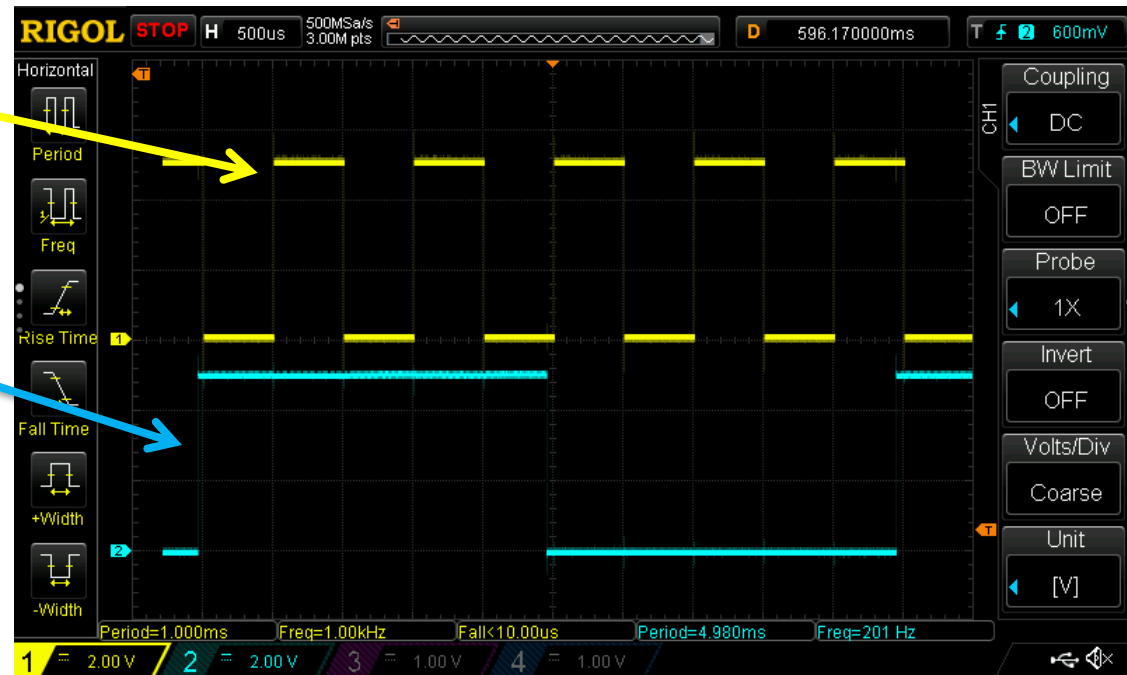 RIGOL STOP H 500us 500MSa/s 3.00M pts D 596.170000ms T 2 600mV
Horizontal
T
Period
Freq
Rise Time
Fall Time
+Width
-Width
1
2
T
CH1
Coupling
DC
BW Limit
OFF
Probe
1X
Invert
OFF
Volts/Div
Coarse
Unit
[V]
Period=1.000ms Freq=1.00kHz Fall<10.00us Period=4.980ms Freq=201 Hz
1 = 2.00 V 2 = 2.00 V 3 = 1.00 V 4 = 1.00 V